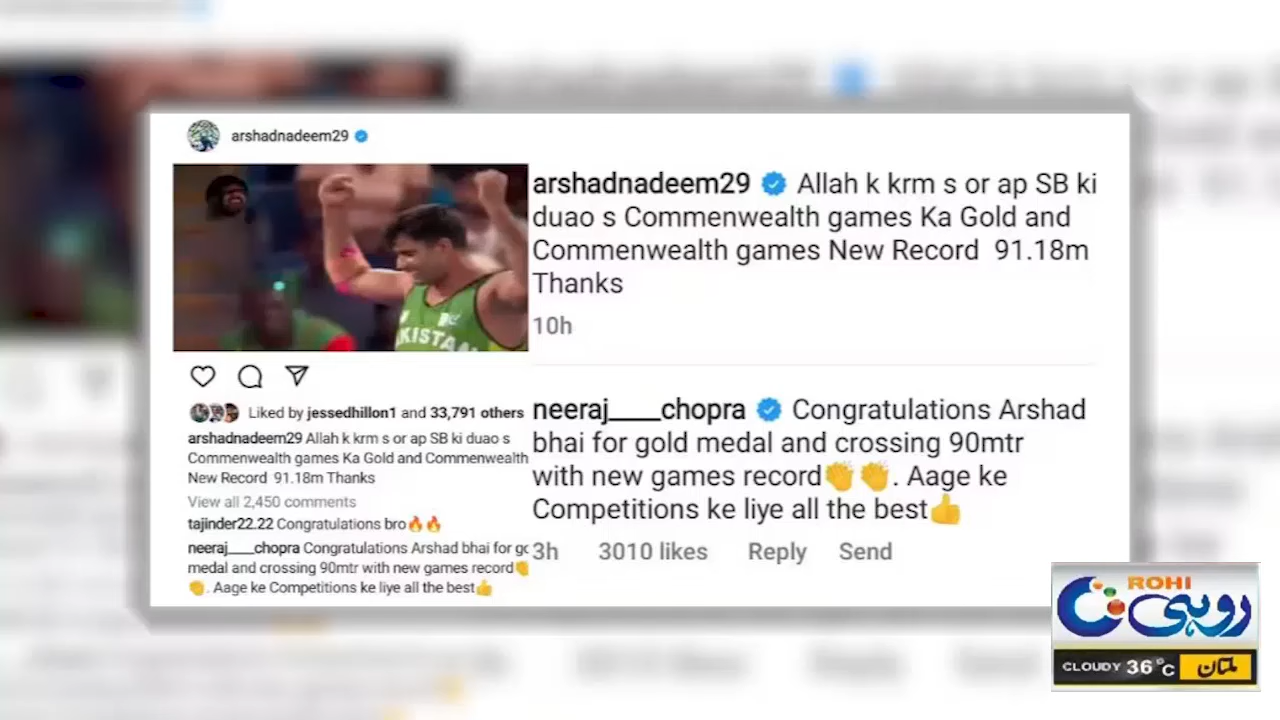 arshadnadeem29
KISTA
Liked by jessedhillon1 and 33,791 others
arshadnadeem29 Allah k krm s or ap SB ki duao s
Commenwealth games Ka Gold and Commenwealth
New Record 91.18m Thanks
View all 2,450 comments
tajinder22.22 Congratulations bro🔥🔥
neeraj____chopra Congratulations Arshad bhai for go
medal and crossing 90mtr with new games record👏
👏. Aage ke Competitions ke liye all the best👍
arshadnadeem29 Allah k krm s or ap SB ki
duao s Commenwealth games Ka Gold and
Commenwealth games New Record 91.18m
Thanks
10h
neeraj____chopra Congratulations Arshad
bhai for gold medal and crossing 90mtr
with new games record👏👏. Aage ke
Competitions ke liye all the best👍
3h 3010 likes Reply Send
ROHI
روہی
CLOUDY 36°C ملتان